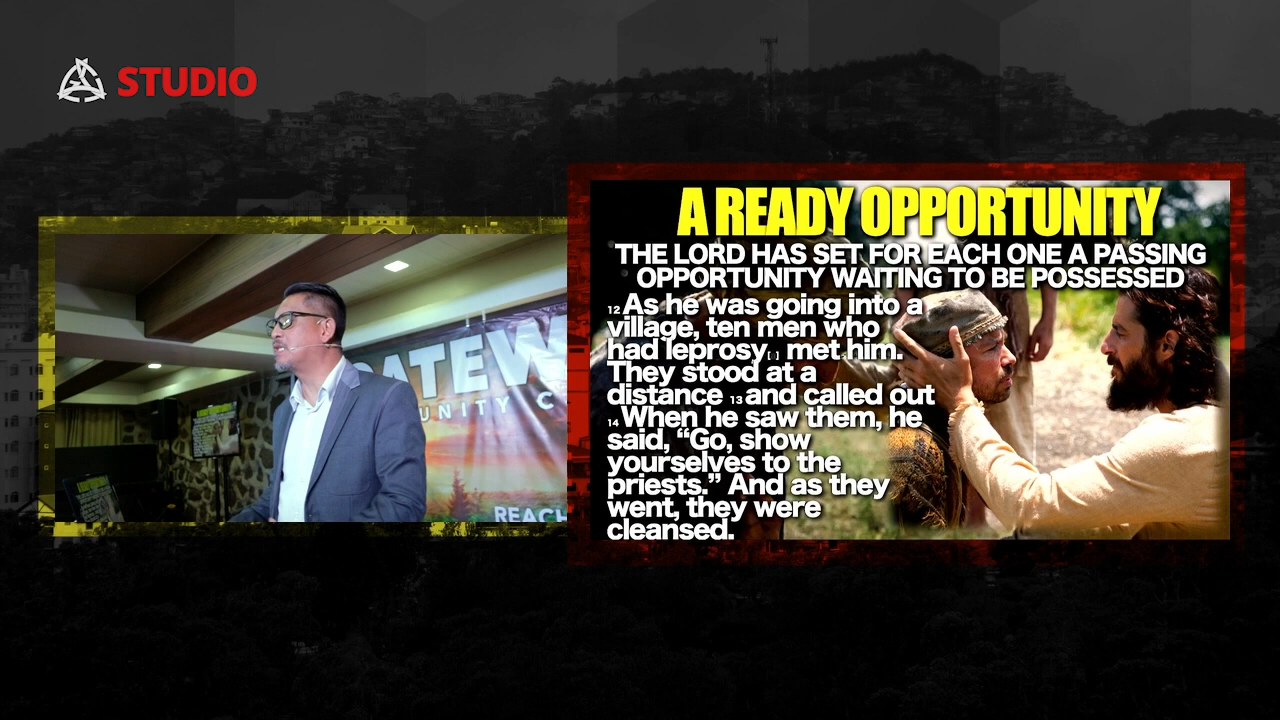 STUDIO
GATEW
UNITY C
REACH
A READY OPPORTUNITY
THE LORD HAS SET FOR EACH ONE A PASSING
OPPORTUNITY WAITING TO BE POSSESSED
12 As he was going into a
village, ten men who
had leprosy[ ] met him.
They stood at a
distance 13 and called out
14 When he saw them, he
said, “Go, show
yourselves to the
priests.” And as they
went, they were
cleansed.